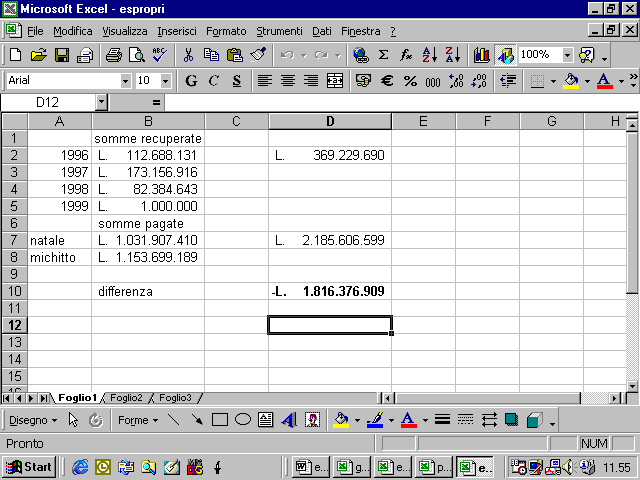 Microsoft Excel - espropri
File Modifica Visualizza Inserisci Formato Strumenti Dati Finestra ?
100%
Arial 10 G C S € % 000
D12 =
A B C D E F G H
1 somme recuperate
2 1996 L. 112.688.131 L. 369.229.690
3 1997 L. 173.156.916
4 1998 L. 82.384.643
5 1999 L. 1.000.000
6 somme pagate
7 natale L. 1.031.907.410 L. 2.185.606.599
8 michitto L. 1.153.699.189
9
10 differenza -L. 1.816.376.909
11
12
13
14
15
16
Foglio1 Foglio2 Foglio3
Disegno Forme
Pronto NUM
Start e... g... e... p... e... 11.55